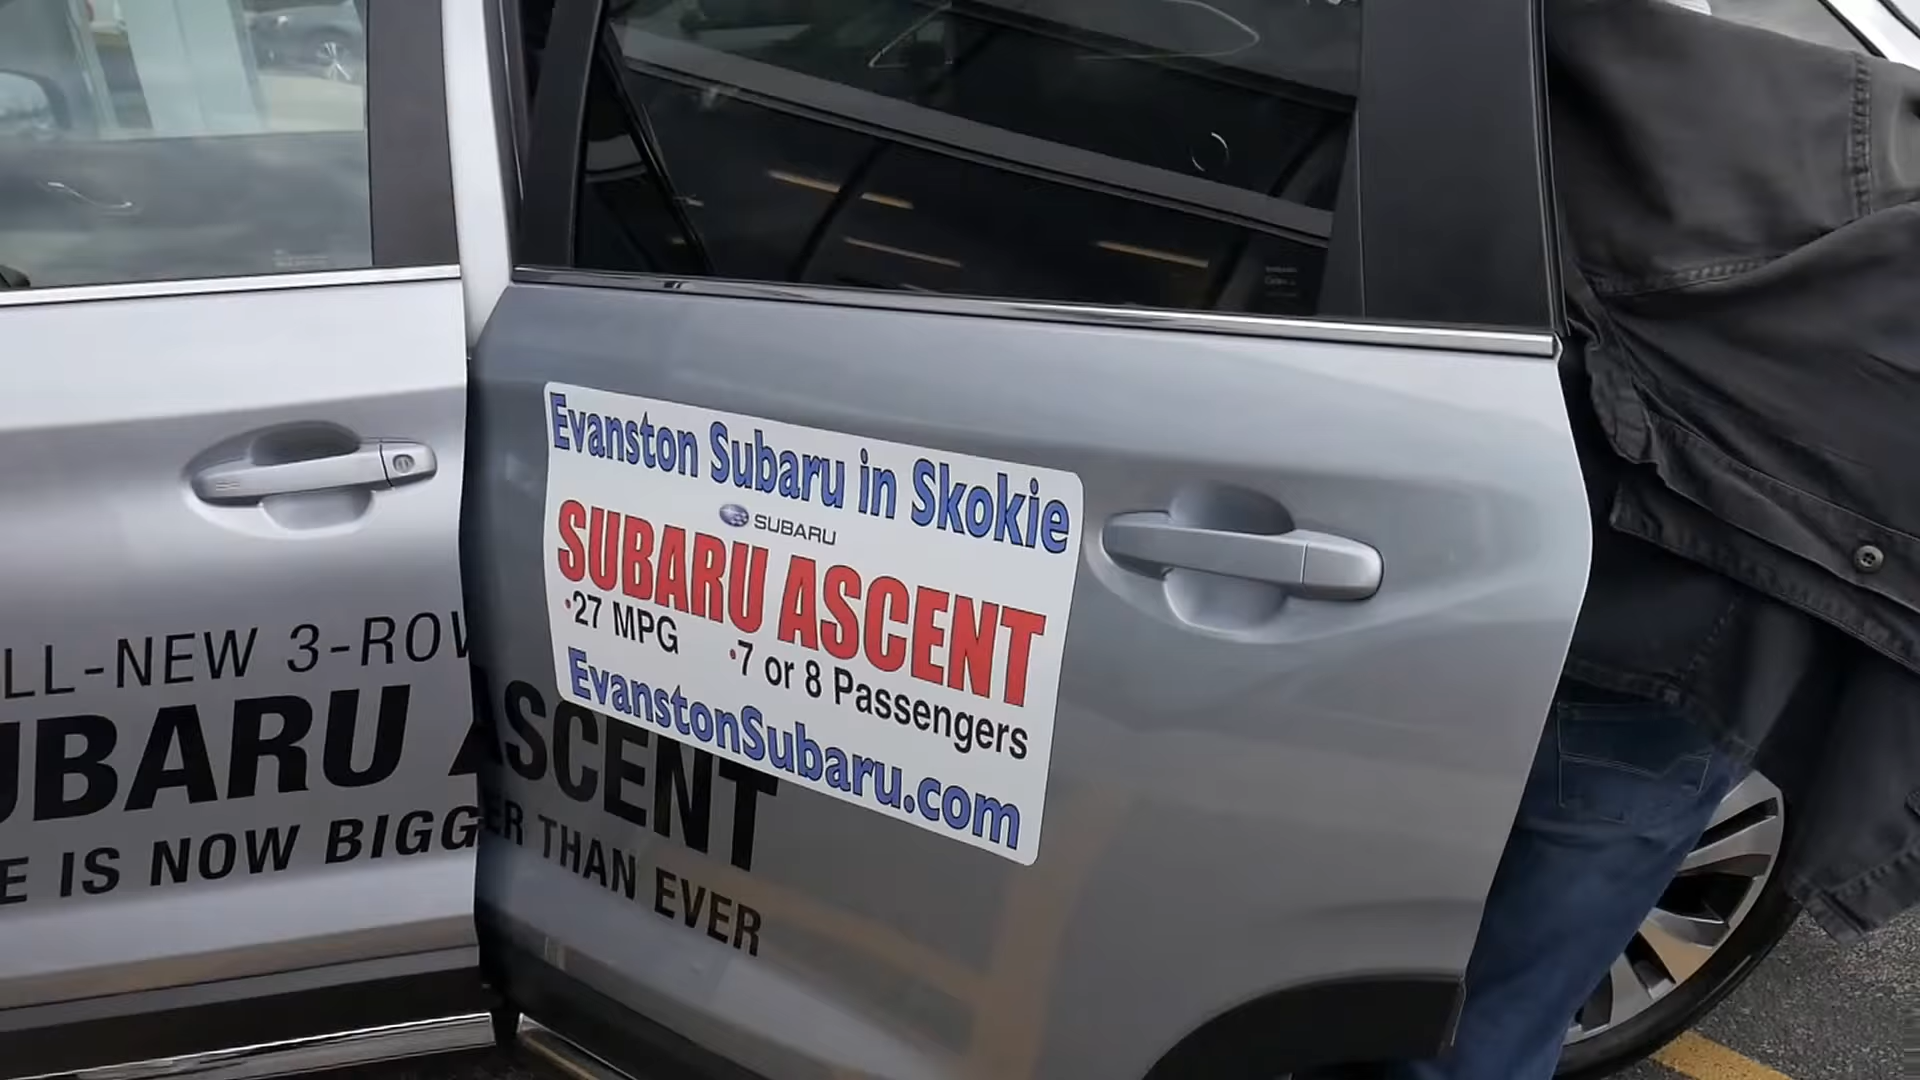 Evanston Subaru in Skokie
SUBARU
SUBARU ASCENT
·27 MPG ·7 or 8 Passengers
EvanstonSubaru.com
LL-NEW 3-ROW
UBARU ASCENT
E IS NOW BIGGER THAN EVER